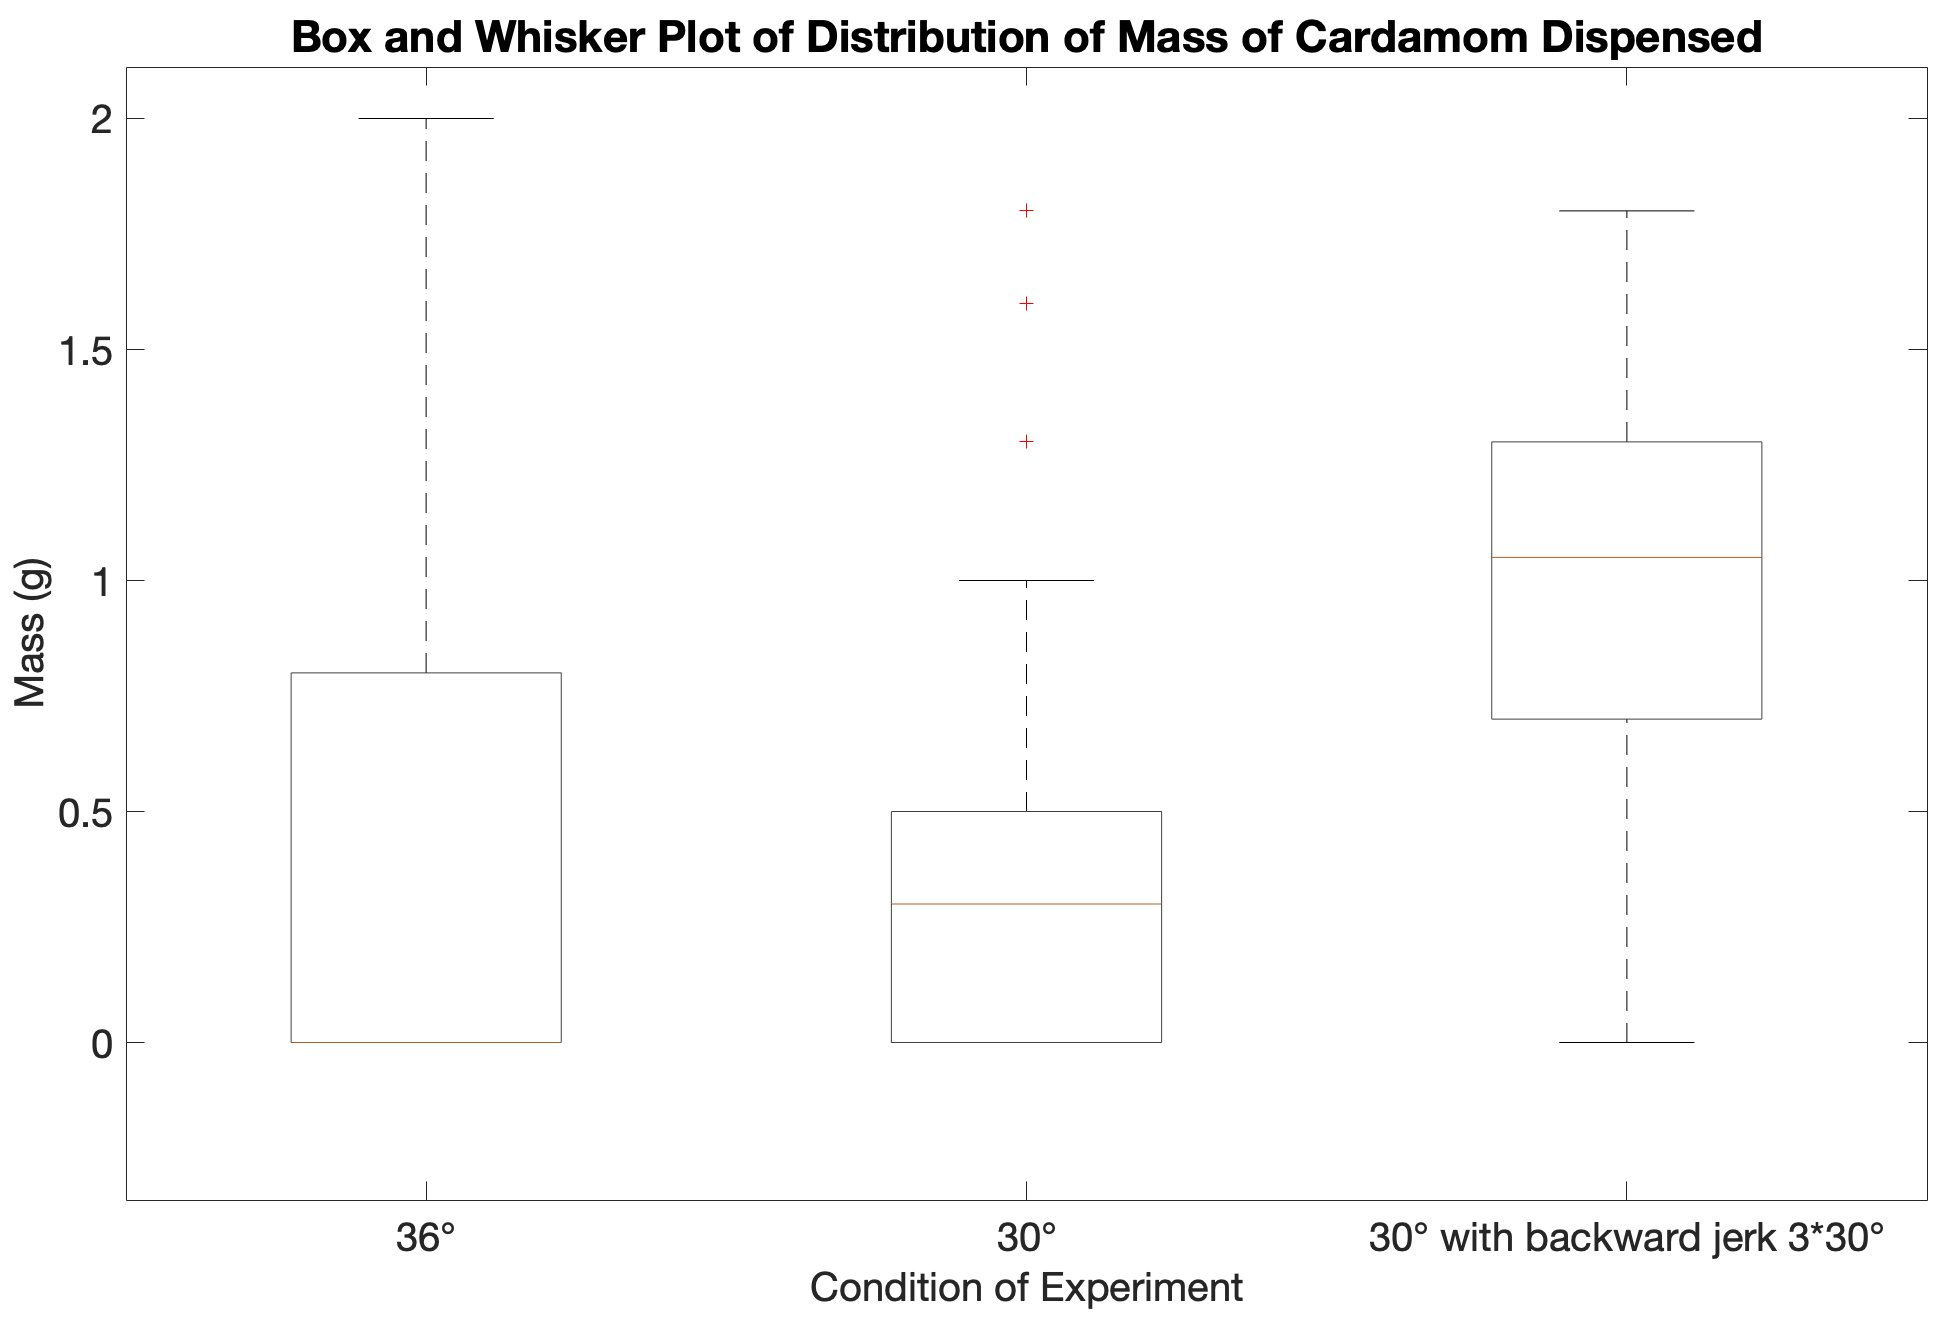 Box and Whisker Plot of Distribution of Mass of Cardamom Dispensed
2
1.5
1
0.5
0
Mass (g)
36°
30°
30° with backward jerk 3*30°
Condition of Experiment